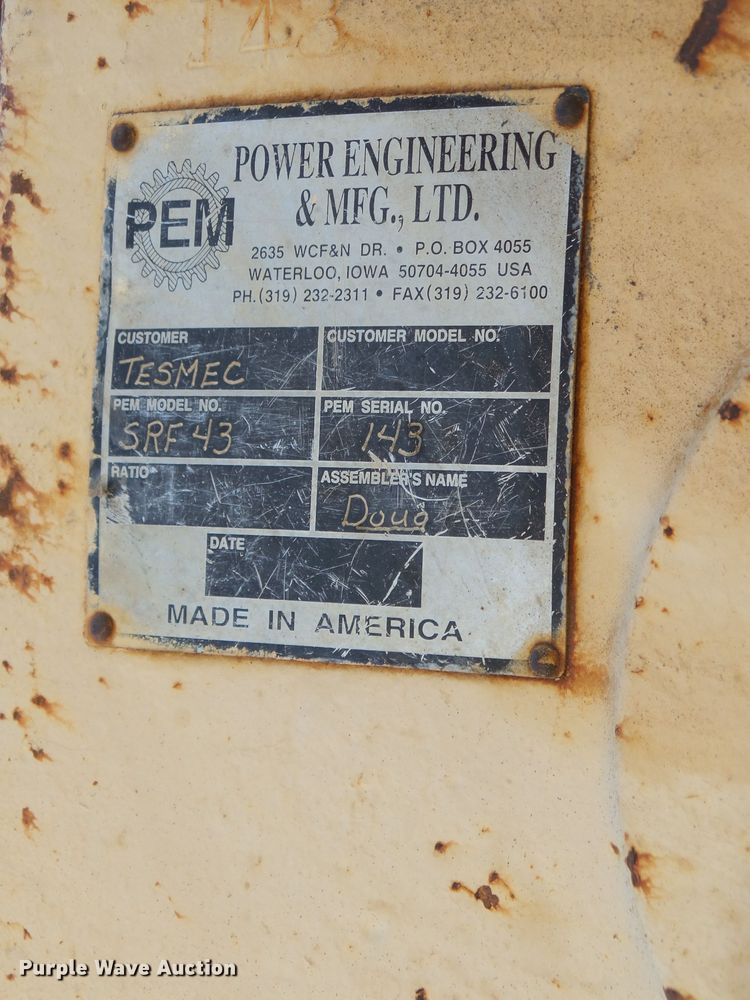 143
PEM
POWER ENGINEERING
& MFG., LTD.
2635 WCF&N DR. • P.O. BOX 4055
WATERLOO, IOWA 50704-4055 USA
PH. (319) 232-2311 • FAX (319) 232-6100
CUSTOMER
TESMEC
CUSTOMER MODEL NO.
PEM MODEL NO.
SRF 43
PEM SERIAL NO.
143
RATIO
ASSEMBLER'S NAME
Doug
DATE
MADE IN AMERICA
Purple Wave Auction